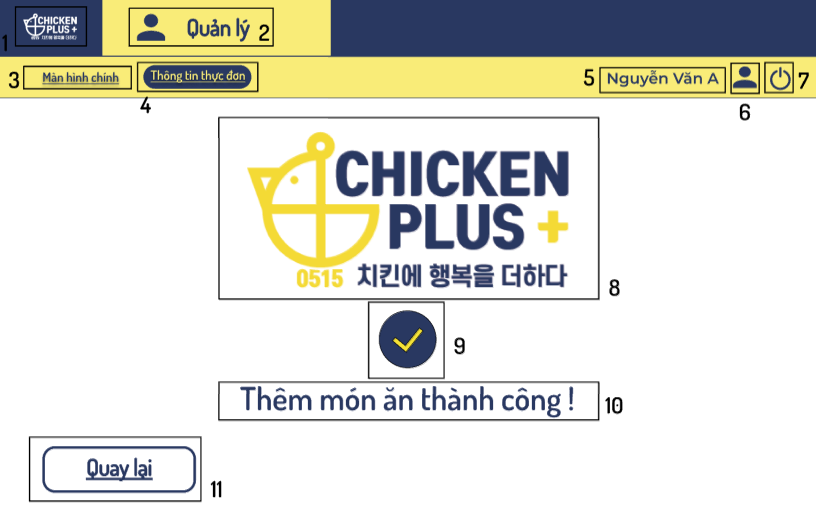 CHICKEN
PLUS+
1
Quản lý
2
3
Màn hình chính
Thông tin thực đơn
4
5
Nguyễn Văn A
6
7
CHICKEN
PLUS +
0515 치킨에 행복을 더하다
8
9
Thêm món ăn thành công !
10
Quay lại
11